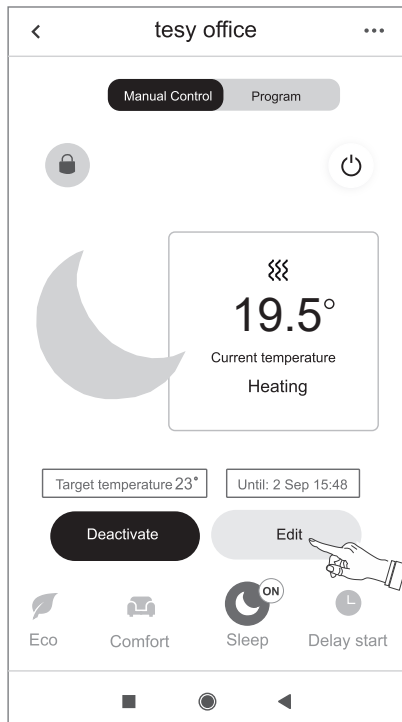 tesy office
Manual Control Program
19.5°
Current temperature
Heating
Target temperature 23° Until: 2 Sep 15:48
Deactivate Edit
ON
Eco Comfort Sleep Delay start